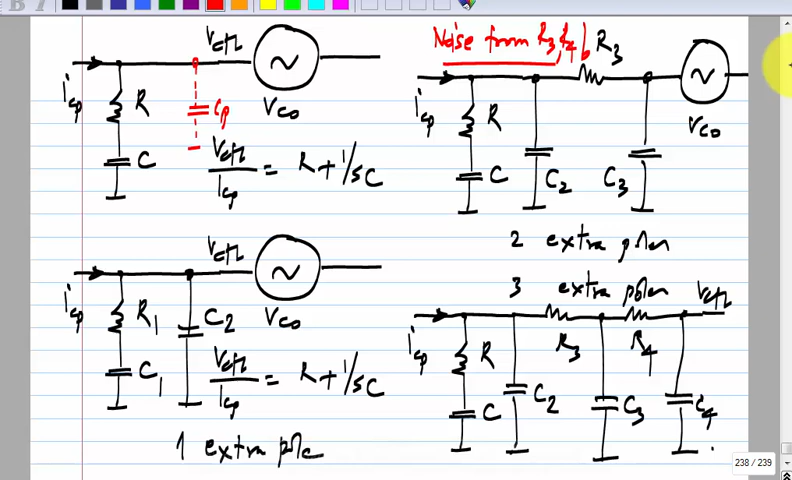 B I U
Vctl
icp
R
Cp
Vco
C
Vctl/Icp = R + 1/sC
Noise from R3, R4
R3
icp
R
C
C2
C3
Vco
2 extra poles
Vctl
icp
R1
C2
Vco
C1
Vctl/Icp = R + 1/sC
1 extra pole
3 extra poles
Vctl
icp
R
R3
R4
C
C2
C3
C4
238 / 239